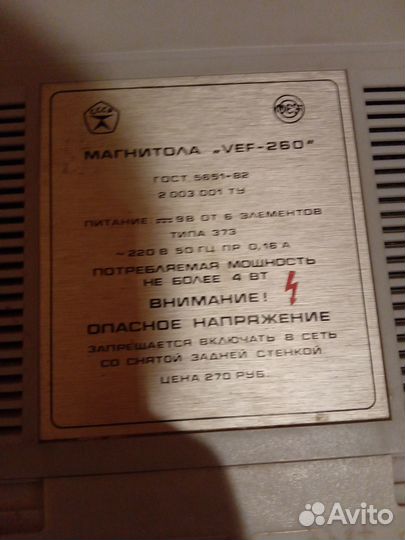 СССР
VEF
МАГНИТОЛА „VEF-260"
ГОСТ 5651-82
2 003 001 ТУ
ПИТАНИЕ: 9В ОТ 6 ЭЛЕМЕНТОВ
ТИПА 373
~220 В 50 ГЦ ПР 0,16 А
ПОТРЕБЛЯЕМАЯ МОЩНОСТЬ
НЕ БОЛЕЕ 4 ВТ
ВНИМАНИЕ!
ОПАСНОЕ НАПРЯЖЕНИЕ
ЗАПРЕЩАЕТСЯ ВКЛЮЧАТЬ В СЕТЬ
СО СНЯТОЙ ЗАДНЕЙ СТЕНКОЙ
ЦЕНА 270 РУБ.
Avito